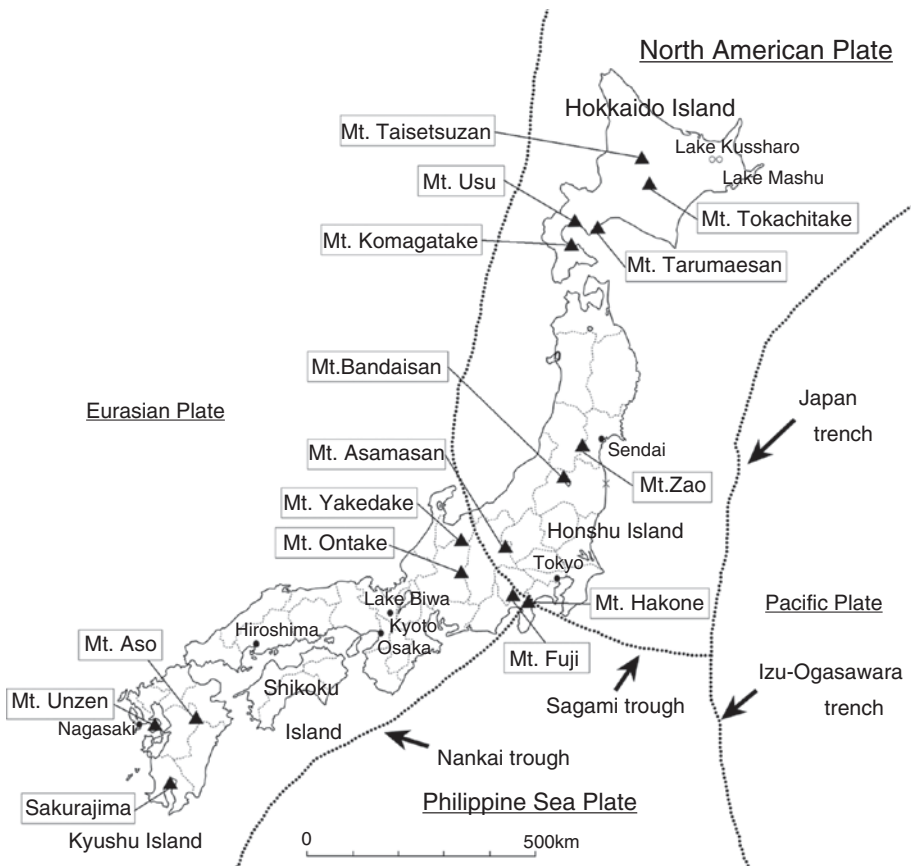 North American Plate
Hokkaido Island
Mt. Taisetsuzan
Lake Kussharo
Mt. Usu
Lake Mashu
Mt. Tokachitake
Mt. Komagatake
Mt. Tarumaesan
Mt.Bandaisan
Eurasian Plate
Japan
trench
Mt. Asamasan
Sendai
Mt.Zao
Mt. Yakedake
Honshu Island
Mt. Ontake
Tokyo
Lake Biwa
Mt. Hakone
Pacific Plate
Kyoto
Hiroshima
Osaka
Mt. Aso
Mt. Fuji
Izu-Ogasawara
trench
Shikoku
Island
Mt. Unzen
Nagasaki
Sagami trough
Nankai trough
Sakurajima
Philippine Sea Plate
Kyushu Island
0
500km